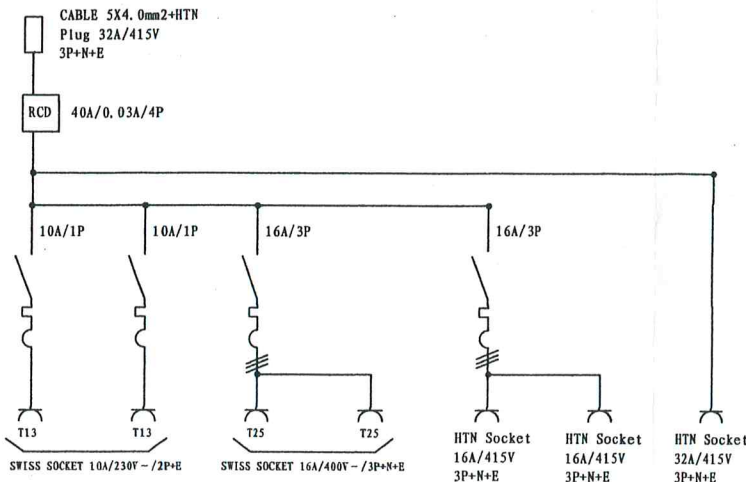 CABLE 5X4.0mm2+HTN
Plug 32A/415V
3P+N+E
RCD 40A/0.03A/4P
10A/1P 10A/1P 16A/3P 16A/3P
T13 T13 T25 T25
SWISS SOCKET 10A/230V~/2P+E
SWISS SOCKET 16A/400V~/3P+N+E
HTN Socket
16A/415V
3P+N+E
HTN Socket
16A/415V
3P+N+E
HTN Socket
32A/415V
3P+N+E